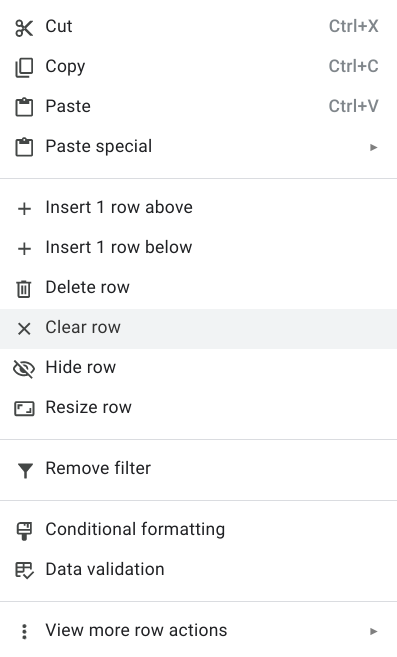 Cut Ctrl+X
Copy Ctrl+C
Paste Ctrl+V
Paste special
Insert 1 row above
Insert 1 row below
Delete row
Clear row
Hide row
Resize row
Remove filter
Conditional formatting
Data validation
View more row actions